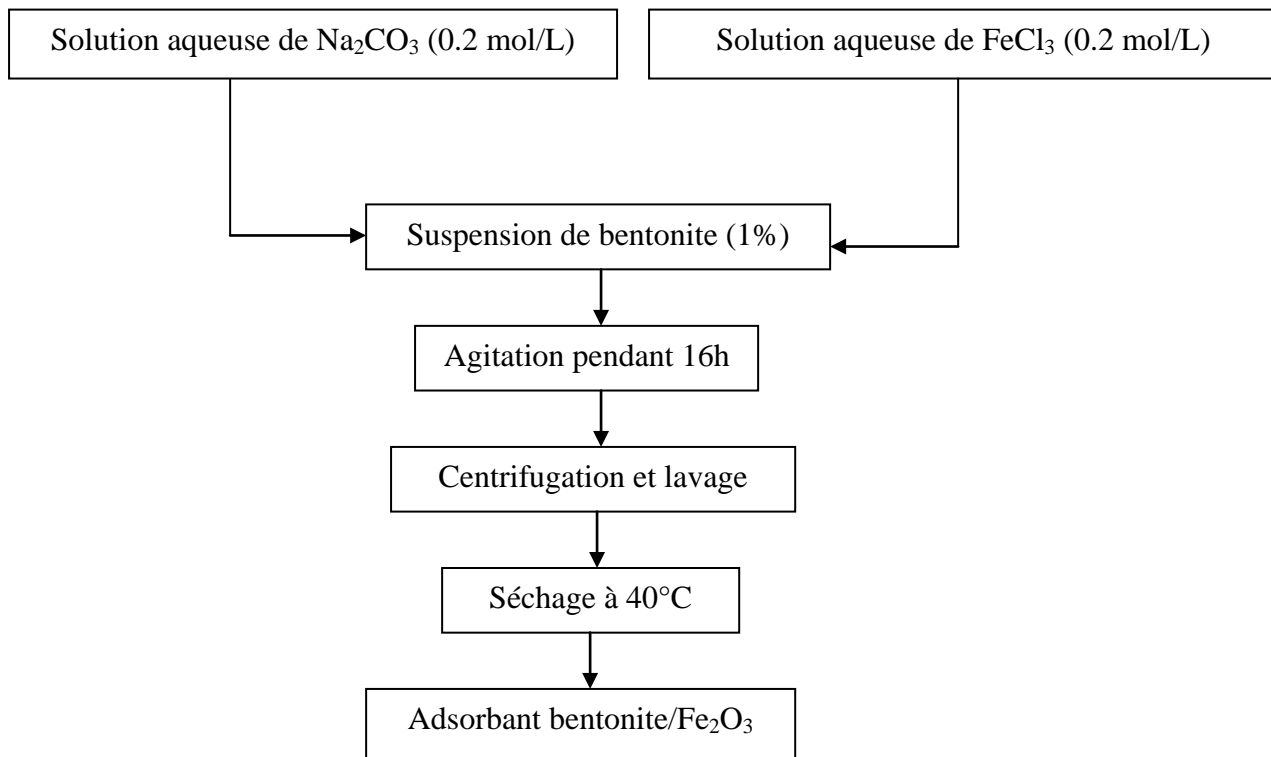 Solution aqueuse de Na₂CO₃ (0.2 mol/L)
Solution aqueuse de FeCl₃ (0.2 mol/L)
Suspension de bentonite (1%)
Agitation pendant 16h
Centrifugation et lavage
Séchage à 40°C
Adsorbant bentonite/Fe₂O₃